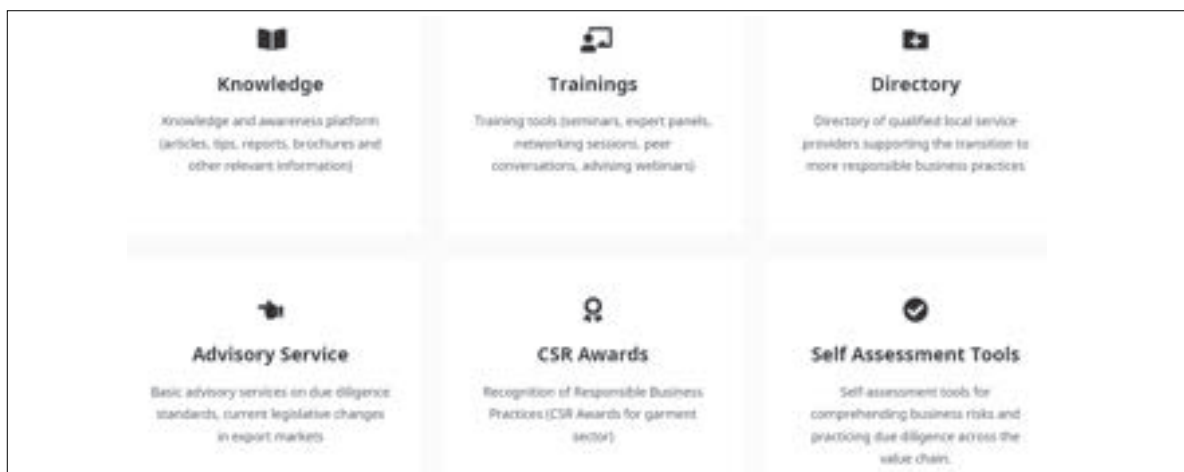 Knowledge
Knowledge and awareness platform
(articles, tips, reports, brochures and
other relevant information)
Trainings
Training tools (seminars, expert panels,
networking sessions, peer
conversations, advising webinars)
Directory
Directory of qualified local service
providers supporting the transition to
more responsible business practices
Advisory Service
Basic advisory services on due diligence
standards, current legislative changes
in export markets
CSR Awards
Recognition of Responsible Business
Practices (CSR Awards for garment
sector)
Self Assessment Tools
Self-assessment tools for
comprehending business risks and
practicing due diligence across the
value chain.